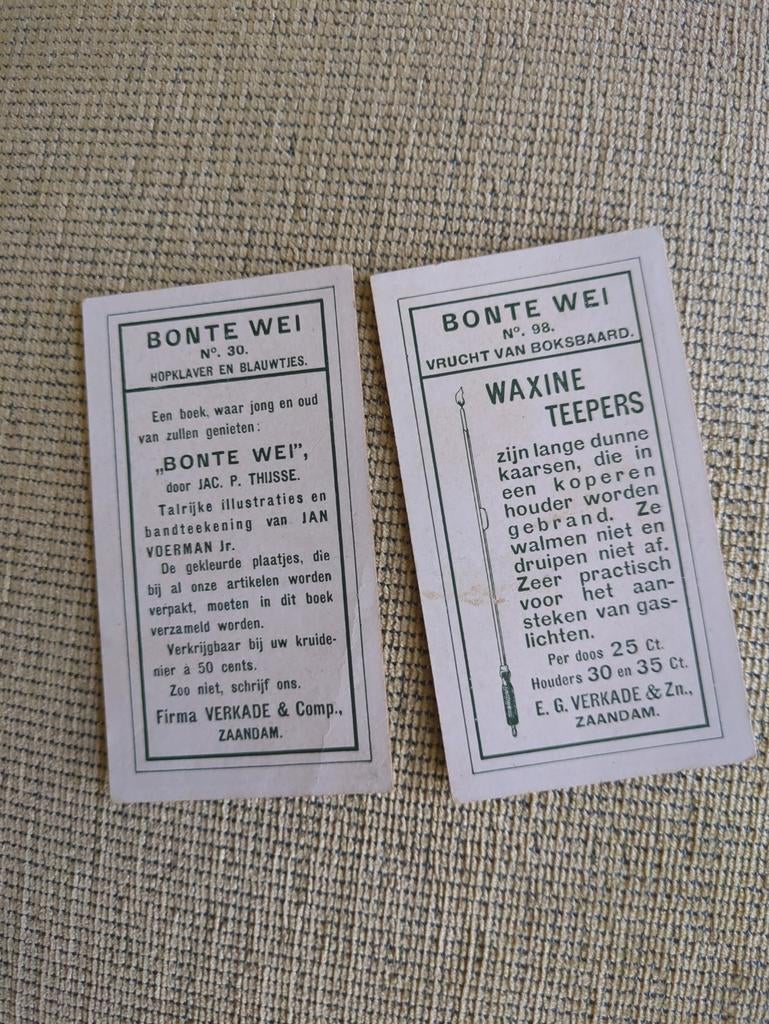 BONTE WEI
Nº. 30.
HOPKLAVER EN BLAUWTJES.
Een boek, waar jong en oud
van zullen genieten:
„BONTE WEI”,
door JAC. P. THIJSSE.
Talrijke illustraties en
bandteekening van JAN
VOERMAN Jr.
De gekleurde plaatjes, die
bij al onze artikelen worden
verpakt, moeten in dit boek
verzameld worden.
Verkrijgbaar bij uw kruide-
nier à 50 cents.
Zoo niet, schrijf ons.
Firma VERKADE & Comp.,
ZAANDAM.
BONTE WEI
Nº. 98.
VRUCHT VAN BOKSBAARD.
WAXINE
TEEPERS
zijn lange dunne
kaarsen, die in
een koperen
houder worden
gebrand. Ze
walmen niet en
druipen niet af.
Zeer practisch
voor het aan-
steken van gas-
lichten.
Per doos 25 Ct.
Houders 30 en 35 Ct.
E. G. VERKADE & Zn.,
ZAANDAM.